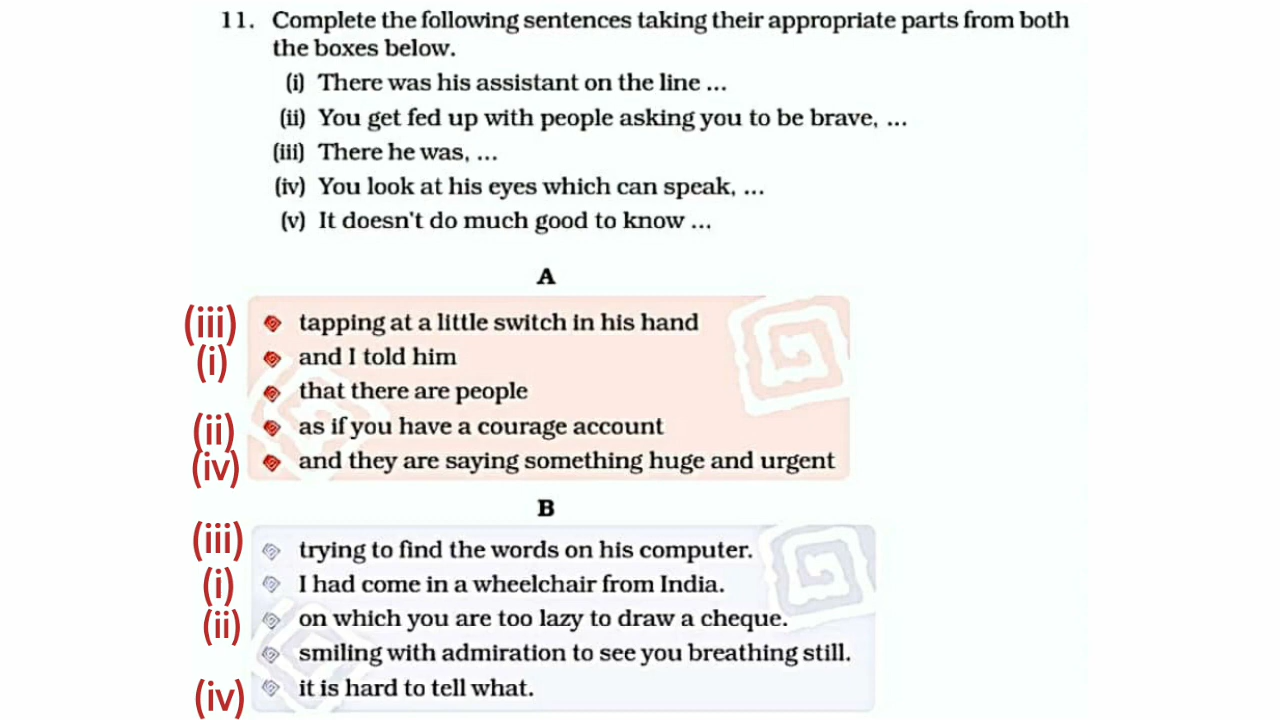 11. Complete the following sentences taking their appropriate parts from both
the boxes below.
(i) There was his assistant on the line ...
(ii) You get fed up with people asking you to be brave, ...
(iii) There he was, ...
(iv) You look at his eyes which can speak, ...
(v) It doesn't do much good to know ...
A
(iii) tapping at a little switch in his hand
(i) and I told him
that there are people
(ii) as if you have a courage account
(iv) and they are saying something huge and urgent
B
(iii) trying to find the words on his computer.
(i) I had come in a wheelchair from India.
(ii) on which you are too lazy to draw a cheque.
smiling with admiration to see you breathing still.
(iv) it is hard to tell what.